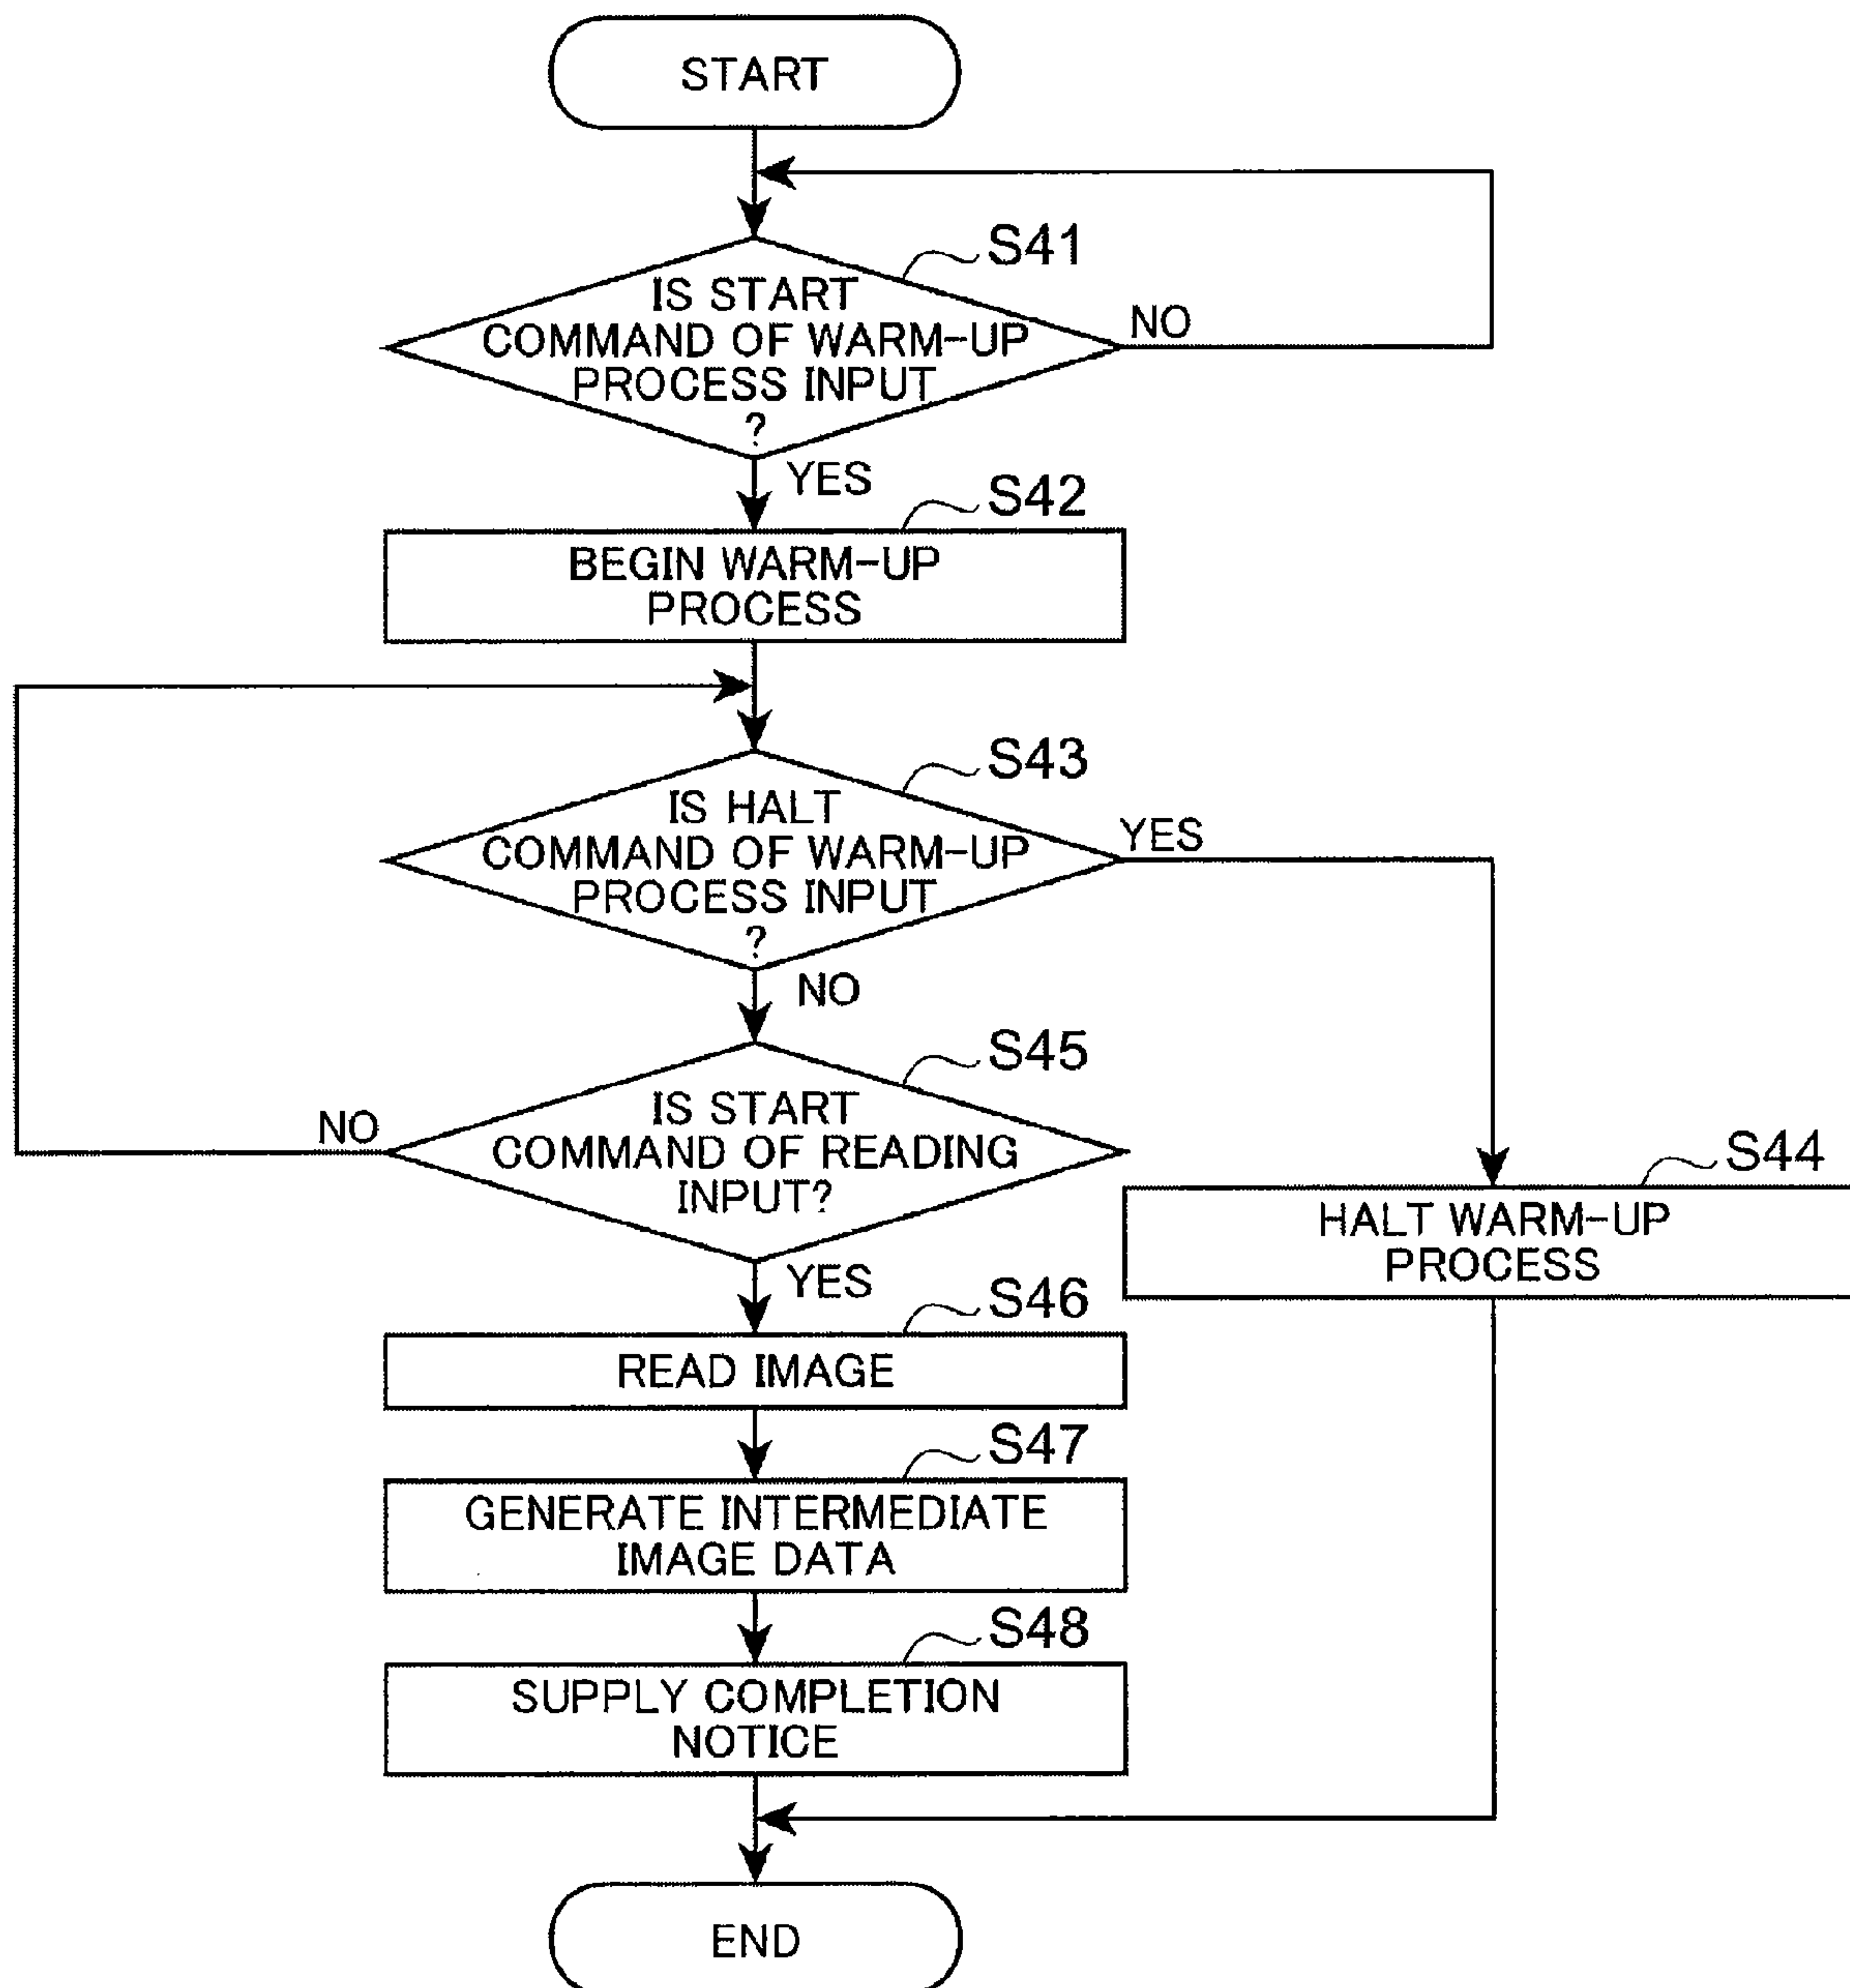 START
S41
IS START
COMMAND OF WARM-UP
PROCESS INPUT
?
NO
YES
S42
BEGIN WARM-UP
PROCESS
S43
IS HALT
COMMAND OF WARM-UP
PROCESS INPUT
?
YES
NO
S45
IS START
COMMAND OF READING
INPUT?
NO
YES
S44
HALT WARM-UP
PROCESS
S46
READ IMAGE
S47
GENERATE INTERMEDIATE
IMAGE DATA
S48
SUPPLY COMPLETION
NOTICE
END